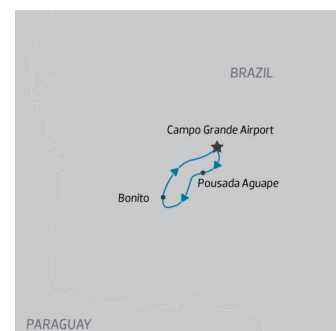 BRAZIL
Campo Grande Airport
Pousada Aguape
Bonito
PARAGUAY